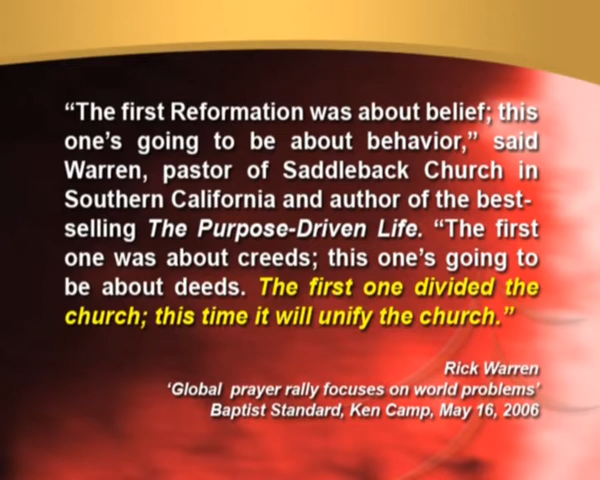 “The first Reformation was about belief; this
one’s going to be about behavior,” said
Warren, pastor of Saddleback Church in
Southern California and author of the best-
selling The Purpose-Driven Life. “The first
one was about creeds; this one’s going to
be about deeds. The first one divided the
church; this time it will unify the church.”
Rick Warren
‘Global prayer rally focuses on world problems’
Baptist Standard, Ken Camp, May 16, 2006